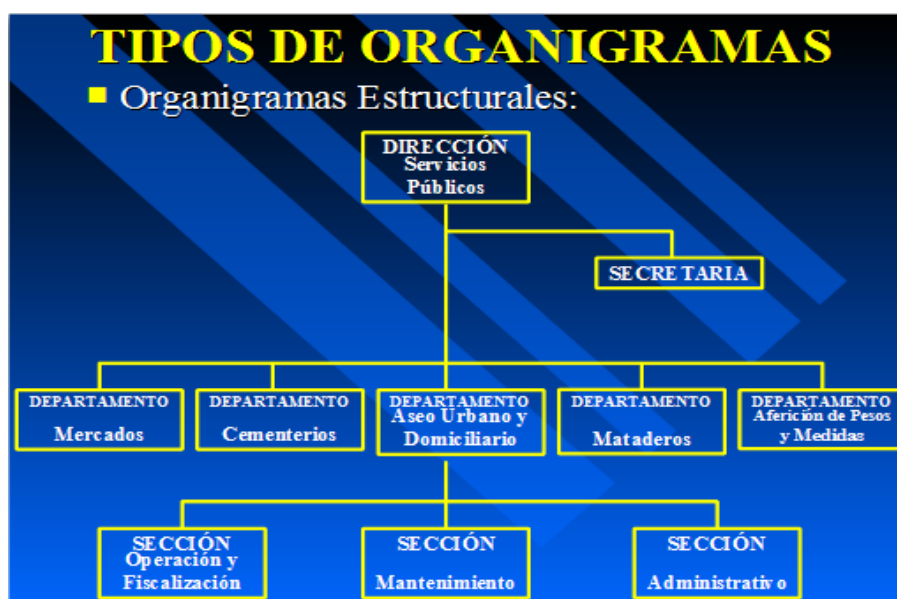 TIPOS DE ORGANIGRAMAS
Organigramas Estructurales:
DIRECCIÓN
Servicios
Públicos
SECRETARIA
DEPARTAMENTO
Mercados
DEPARTAMENTO
Cementerios
DEPARTAMENTO
Aseo Urbano y
Domiciliario
DEPARTAMENTO
Mataderos
DEPARTAMENTO
Aferición de Pesos
y Medidas
SECCIÓN
Operación y
Fiscalización
SECCIÓN
Mantenimiento
SECCIÓN
Administrativo